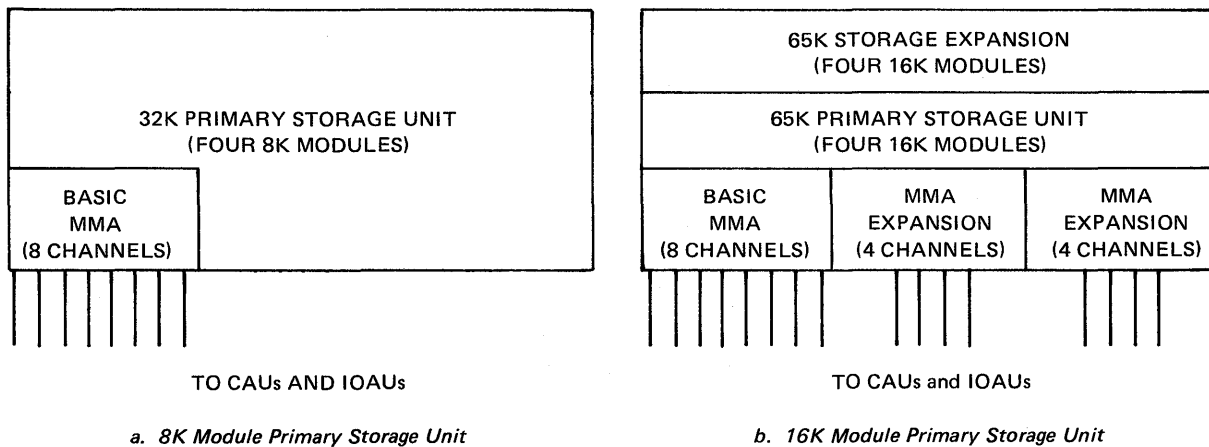 32K PRIMARY STORAGE UNIT
(FOUR 8K MODULES)
BASIC
MMA
(8 CHANNELS)
TO CAUs AND IOAUs
a. 8K Module Primary Storage Unit
65K STORAGE EXPANSION
(FOUR 16K MODULES)
65K PRIMARY STORAGE UNIT
(FOUR 16K MODULES)
BASIC
MMA
(8 CHANNELS)
MMA
EXPANSION
(4 CHANNELS)
MMA
EXPANSION
(4 CHANNELS)
TO CAUs and IOAUs
b. 16K Module Primary Storage Unit